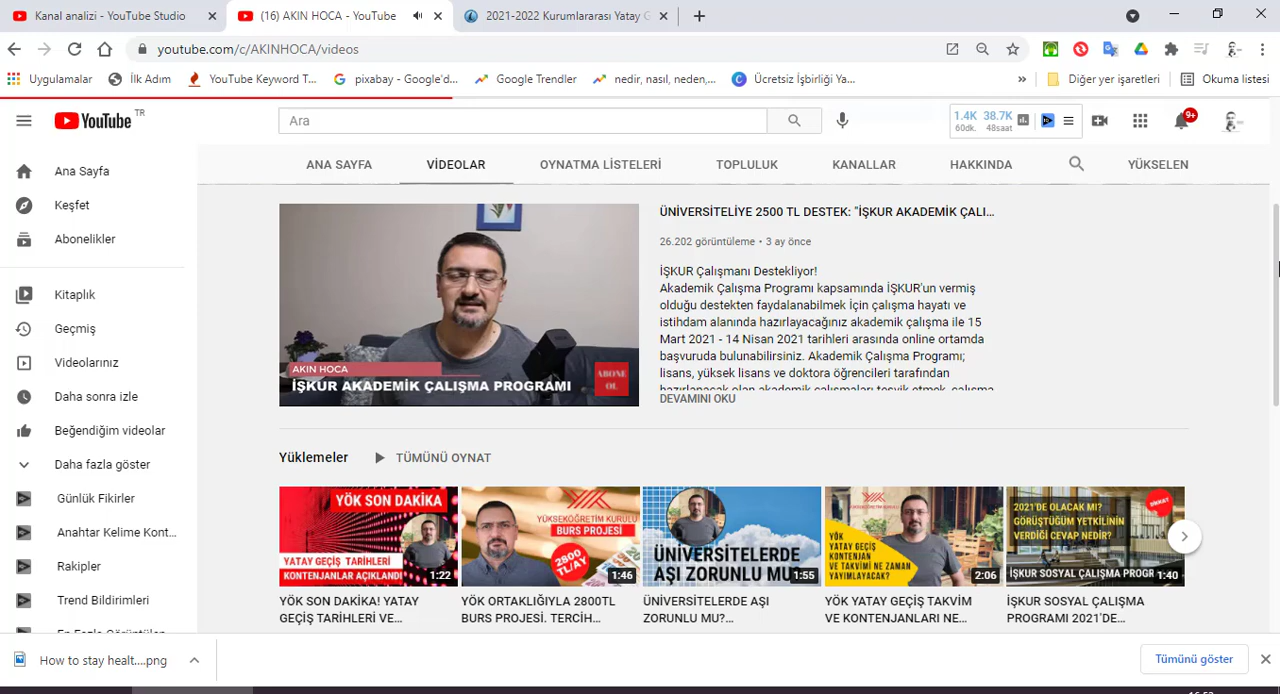 Kanal analizi - YouTube Studio
(16) AKIN HOCA - YouTube
2021-2022 Kurumlararası Yatay G
youtube.com/c/AKINHOCA/videos
Uygulamalar
İlk Adım
YouTube Keyword T...
pixabay - Google'd...
Google Trendler
nedir, nasıl, neden,...
Ücretsiz İşbirliği Ya...
»
Diğer yer işaretleri
Okuma listesi
YouTube TR
Ara
1.4K 38.7K
60dk. 48saat
9+
ANA SAYFA
VİDEOLAR
OYNATMA LİSTELERİ
TOPLULUK
KANALLAR
HAKKINDA
YÜKSELEN
Ana Sayfa
Keşfet
Abonelikler
Kitaplık
Geçmiş
Videolarınız
Daha sonra izle
Beğendiğim videolar
Daha fazla göster
Günlük Fikirler
Anahtar Kelime Kont...
Rakipler
Trend Bildirimleri
En Fazla Görüntülen
AKIN HOCA
İŞKUR AKADEMİK ÇALIŞMA PROGRAMI
ABONE
OL
ÜNİVERSİTELİYE 2500 TL DESTEK: "İŞKUR AKADEMİK ÇALI...
26.202 görüntüleme • 3 ay önce
İŞKUR Çalışmanı Destekliyor!
Akademik Çalışma Programı kapsamında İŞKUR'un vermiş
olduğu destekten faydalanabilmek İçin çalışma hayatı ve
istihdam alanında hazırlayacağınız akademik çalışma ile 15
Mart 2021 - 14 Nisan 2021 tarihleri arasında online ortamda
başvuruda bulunabilirsiniz. Akademik Çalışma Programı;
lisans, yüksek lisans ve doktora öğrencileri tarafından
hazırlanacak olan akademik çalışmaları teşvik etmek, çalışma
DEVAMINI OKU
Yüklemeler
TÜMÜNÜ OYNAT
YÖK SON DAKİKA
YATAY GEÇİŞ TARİHLERİ
KONTENJANLAR AÇIKLANDI
1:22
YÖK SON DAKİKA! YATAY
GEÇİŞ TARİHLERİ VE...
YÜKSEKÖĞRETİM KURULU
BURS PROJESİ
2800
TL/AY
1:46
YÖK ORTAKLIĞIYLA 2800TL
BURS PROJESİ. TERCİH...
ÜNİVERSİTELERDE
AŞI ZORUNLU MU?
1:55
ÜNİVERSİTELERDE AŞI
ZORUNLU MU?...
YÖK
YATAY GEÇİŞ
KONTENJAN
VE TAKVİMİ NE ZAMAN
YAYIMLAYACAK?
2:06
YÖK YATAY GEÇİŞ TAKVİM
VE KONTENJANLARI NE...
2021'DE OLACAK MI?
GÖRÜŞTÜĞÜM YETKİLİNİN
VERDİĞİ CEVAP NEDİR?
İŞKUR SOSYAL ÇALIŞMA PROGR
1:40
İŞKUR SOSYAL ÇALIŞMA
PROGRAMI 2021'DE...
How to stay healt....png
Tümünü göster